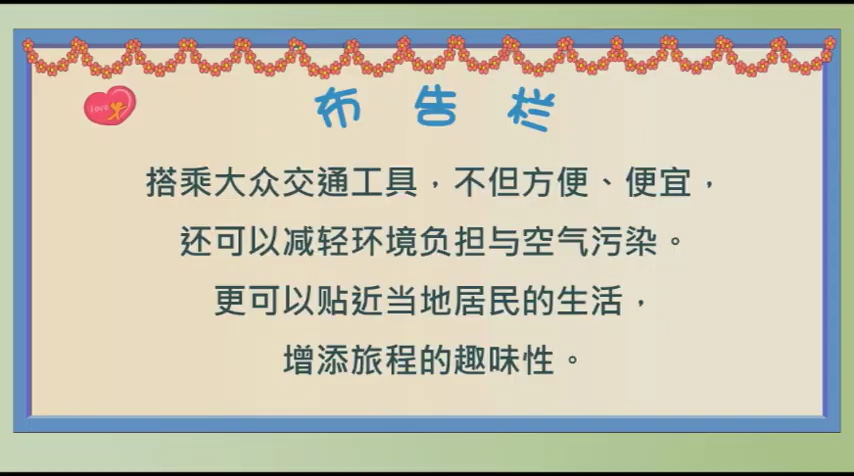 布告栏
love
搭乘大众交通工具，不但方便、便宜，
还可以减轻环境负担与空气污染。
更可以贴近当地居民的生活，
增添旅程的趣味性。